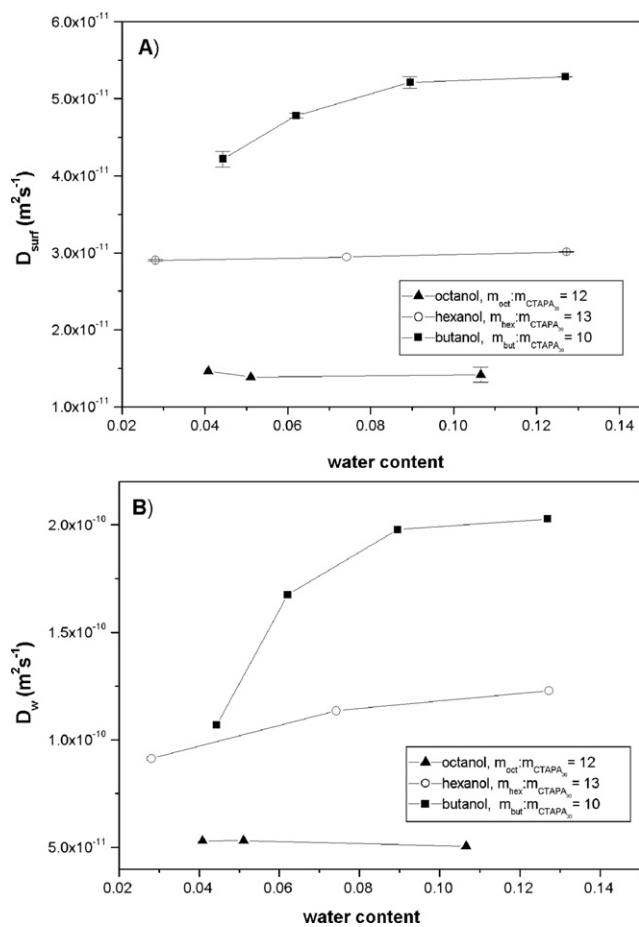 A)
6.0x10⁻¹¹
5.0x10⁻¹¹
4.0x10⁻¹¹
3.0x10⁻¹¹
2.0x10⁻¹¹
1.0x10⁻¹¹
D_surf (m²s⁻¹)
octanol, m_oct:m_CTAPA₃₀ = 12
hexanol, m_hex:m_CTAPA₃₀ = 13
butanol, m_but:m_CTAPA₃₀ = 10
0.02 0.04 0.06 0.08 0.10 0.12 0.14
water content
B)
2.0x10⁻¹⁰
1.5x10⁻¹⁰
1.0x10⁻¹⁰
5.0x10⁻¹¹
D_w (m²s⁻¹)
octanol, m_oct:m_CTAPA₃₀ = 12
hexanol, m_hex:m_CTAPA₃₀ = 13
butanol, m_but:m_CTAPA₃₀ = 10
0.02 0.04 0.06 0.08 0.10 0.12 0.14
water content